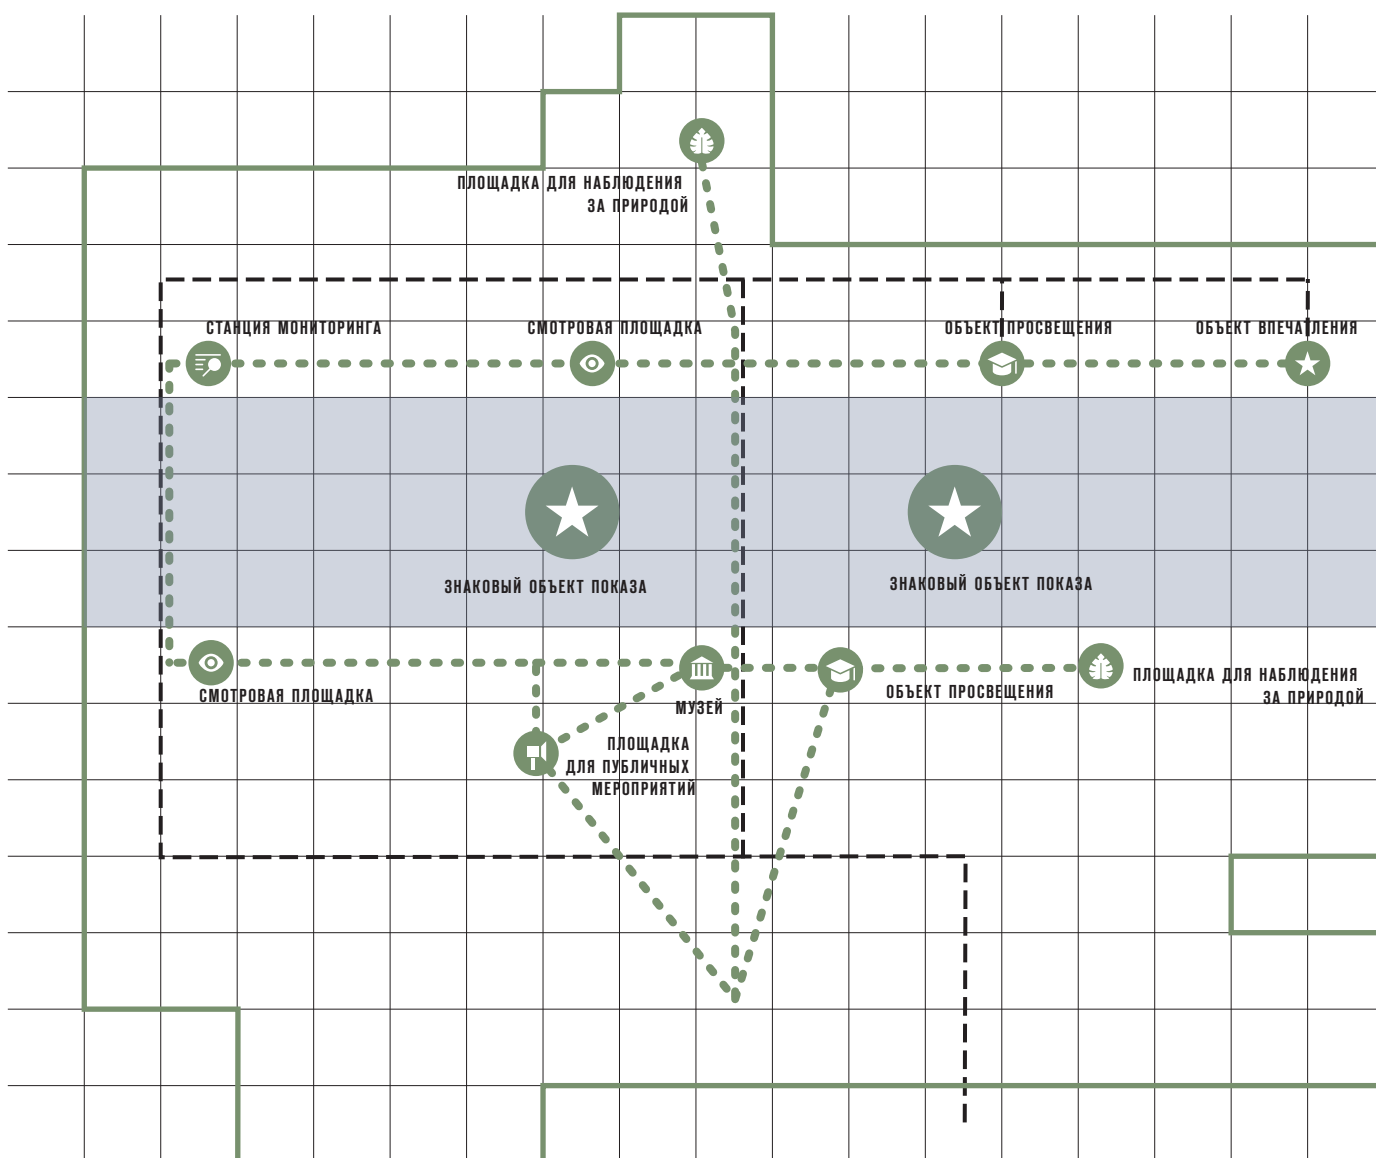 ПЛОЩАДКА ДЛЯ НАБЛЮДЕНИЯ
ЗА ПРИРОДОЙ
СТАНЦИЯ МОНИТОРИНГА
СМОТРОВАЯ ПЛОЩАДКА
ОБЪЕКТ ПРОСВЕЩЕНИЯ
ОБЪЕКТ ВПЕЧАТЛЕНИЯ
ЗНАКОВЫЙ ОБЪЕКТ ПОКАЗА
ЗНАКОВЫЙ ОБЪЕКТ ПОКАЗА
СМОТРОВАЯ ПЛОЩАДКА
МУЗЕЙ
ОБЪЕКТ ПРОСВЕЩЕНИЯ
ПЛОЩАДКА ДЛЯ НАБЛЮДЕНИЯ
ЗА ПРИРОДОЙ
ПЛОЩАДКА
ДЛЯ ПУБЛИЧНЫХ
МЕРОПРИЯТИЙ